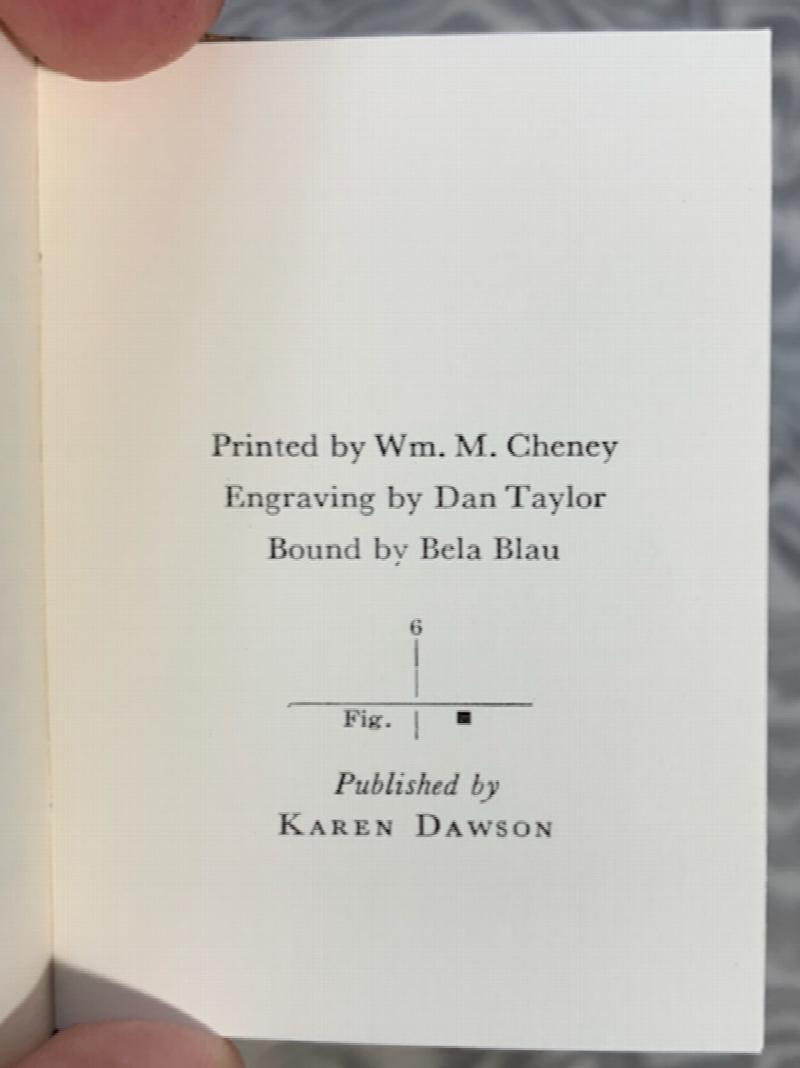 Printed by Wm. M. Cheney
Engraving by Dan Taylor
Bound by Bela Blau
6
Fig.
Published by
KAREN DAWSON